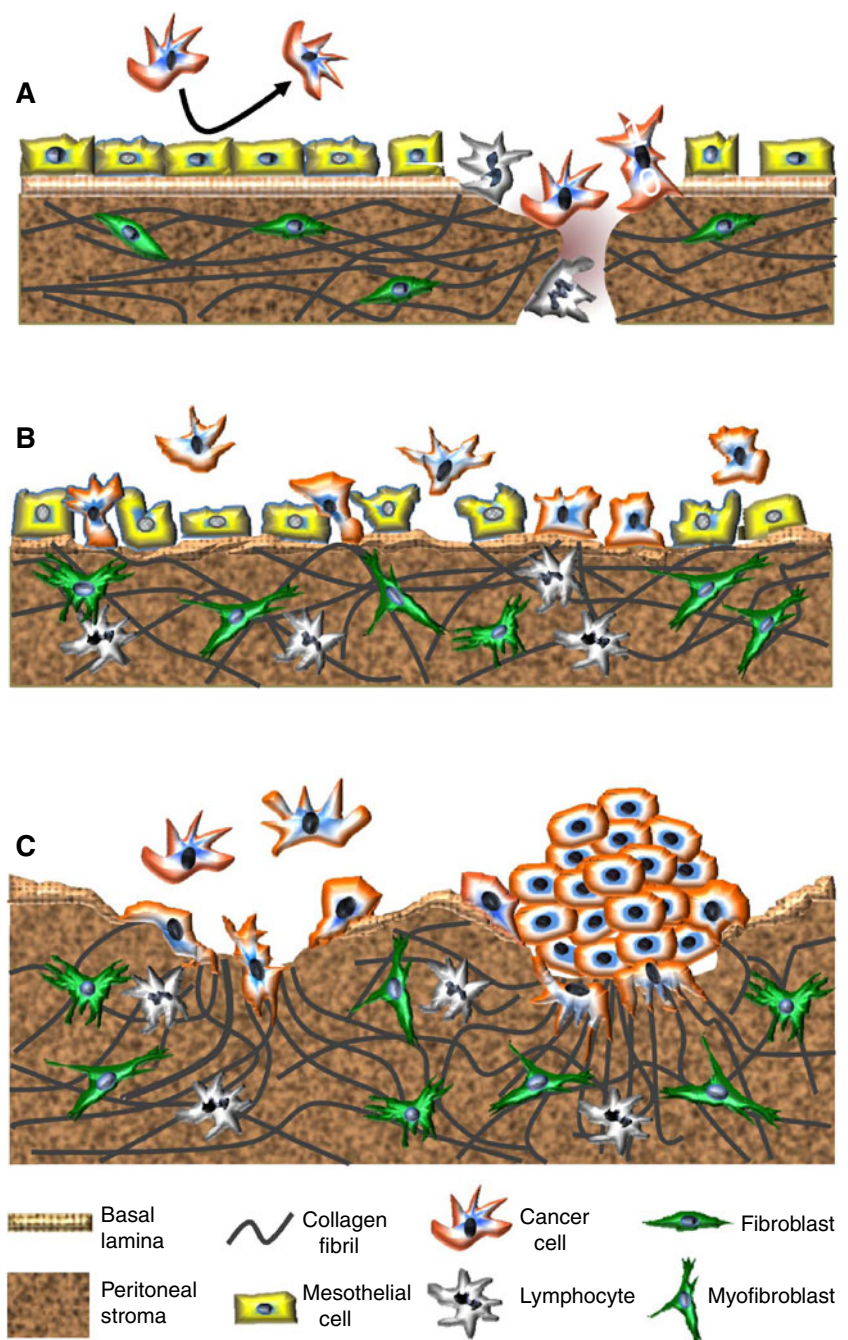 A
B
C
Basal
lamina
Collagen
fibril
Cancer
cell
Fibroblast
Peritoneal
stroma
Mesothelial
cell
Lymphocyte
Myofibroblast